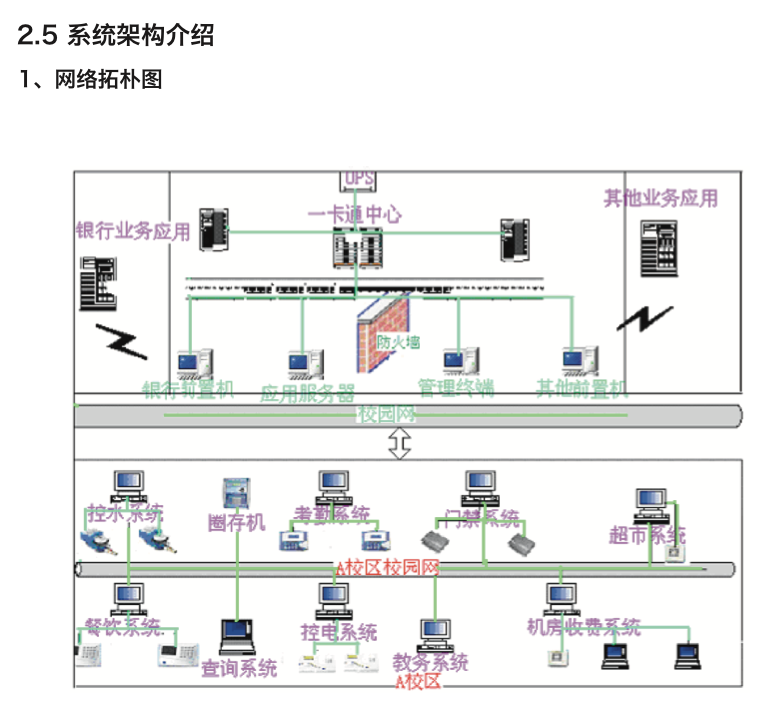 2.5 系统架构介绍
1、网络拓朴图
UPS
一卡通中心
其他业务应用
银行业务应用
防火墙
银行前置机
应用服务器
管理终端
其他前置机
校园网
控水系统
圈存机
考勤系统
门禁系统
超市系统
A校区校园网
餐饮系统
查询系统
控电系统
教务系统
机房收费系统
A校区